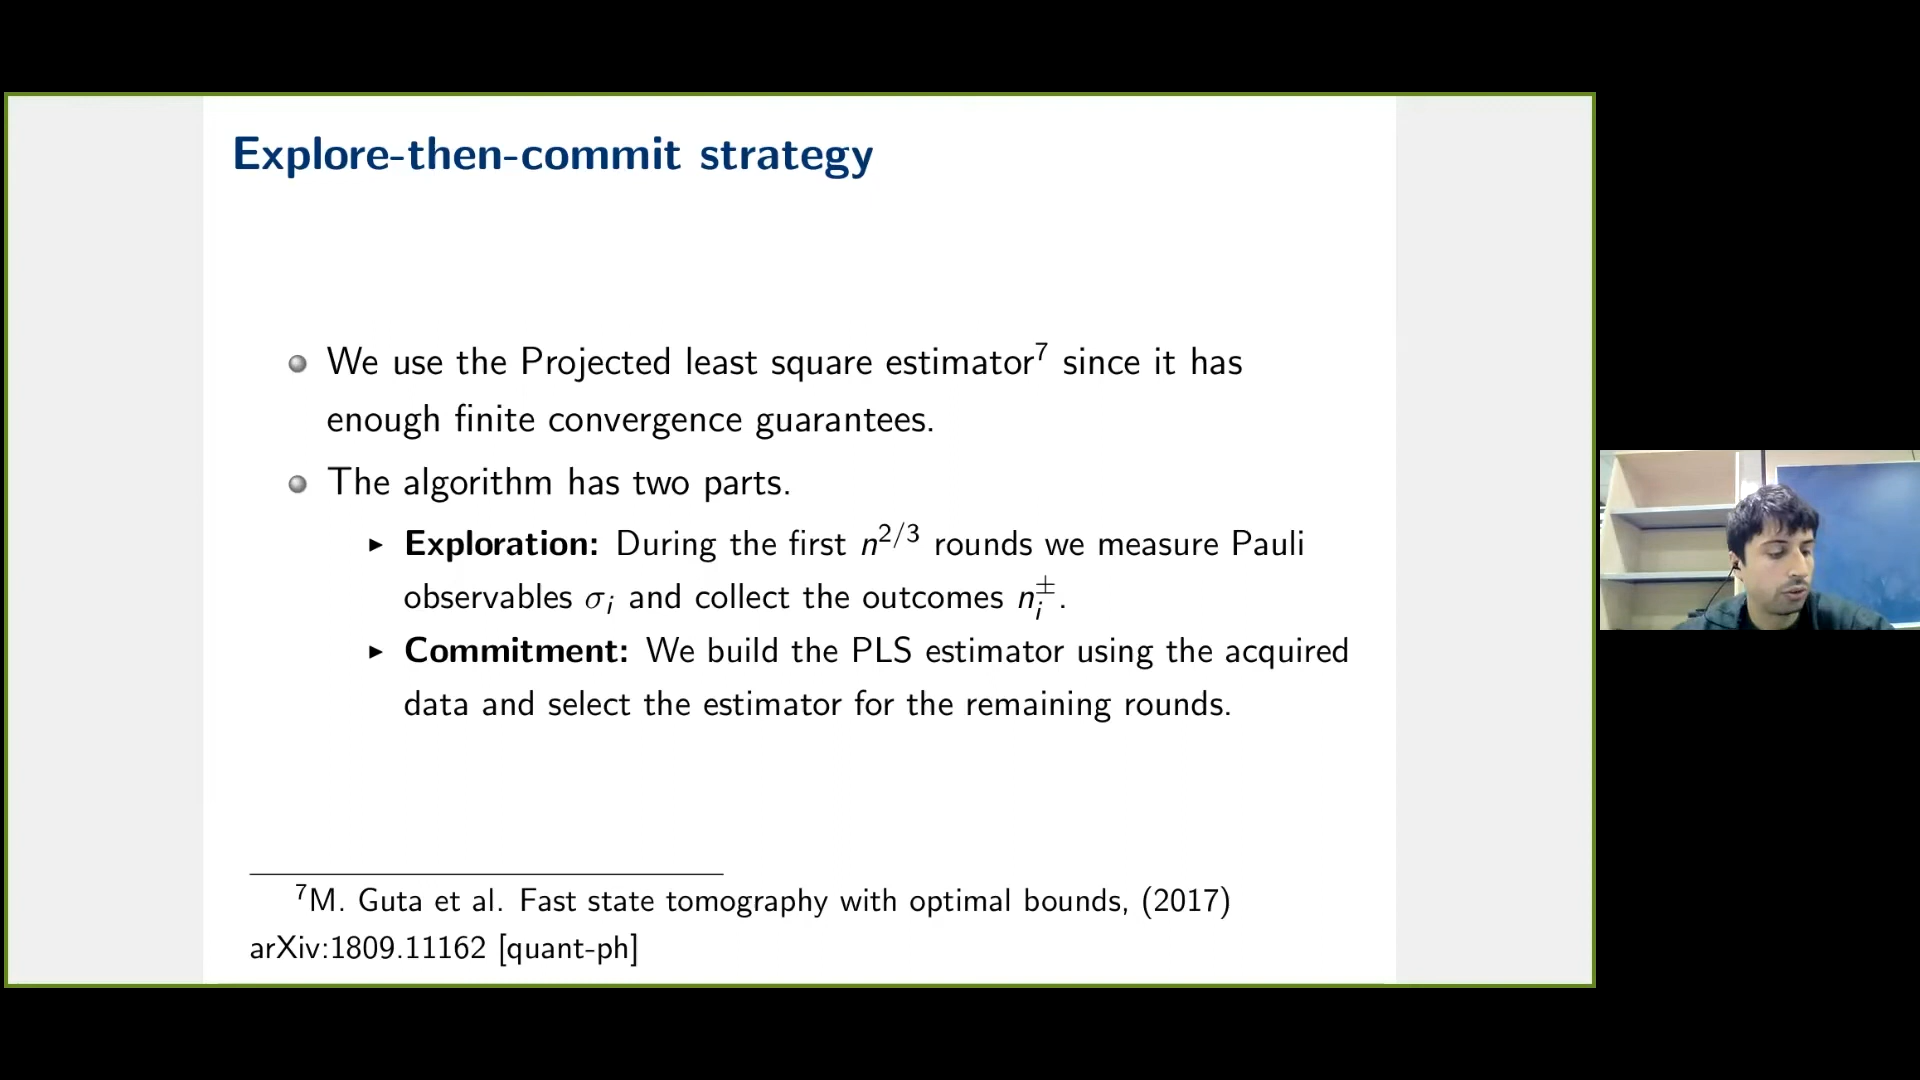 Explore-then-commit strategy
We use the Projected least square estimator⁷ since it has
enough finite convergence guarantees.
The algorithm has two parts.
▸ Exploration: During the first n^{2/3} rounds we measure Pauli
observables σ_i and collect the outcomes n_i^±.
▸ Commitment: We build the PLS estimator using the acquired
data and select the estimator for the remaining rounds.
⁷M. Guta et al. Fast state tomography with optimal bounds, (2017)
arXiv:1809.11162 [quant-ph]